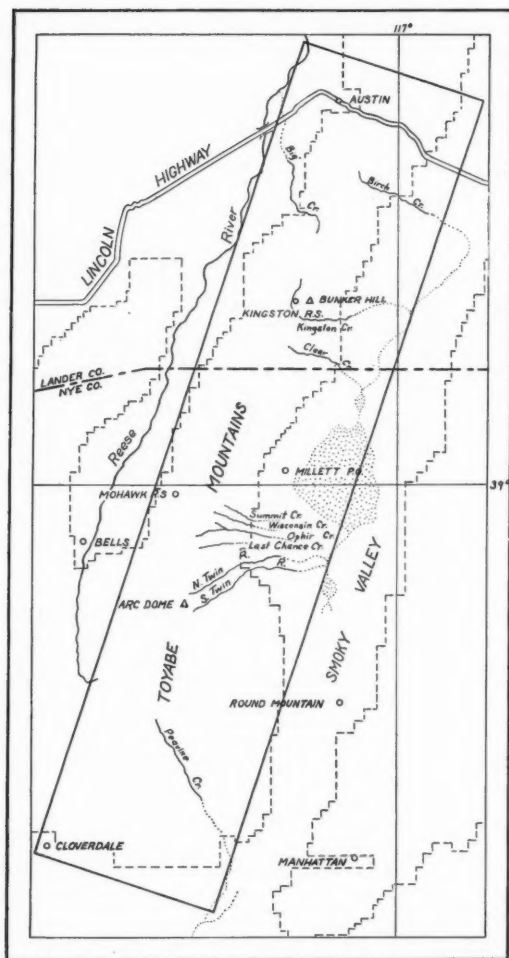 117°
AUSTIN
LINCOLN HIGHWAY
Big Cr.
Birch Cr.
River
BUNKER HILL
KINGSTON R.S.
Kingston Cr.
Clear Cr.
LANDER CO.
NYE CO.
Reese
MOUNTAINS
MILLETT P.O.
39°
MOHAWK R.S.
Summit Cr.
Wisconsin Cr.
Ophir Cr.
Last Chance Cr.
BELLS
N. Twin R.
S. Twin R.
ARC DOME
VALLEY
SMOKY
TOYABE
ROUND MOUNTAIN
Peavine Cr.
CLOVERDALE
MANHATTAN